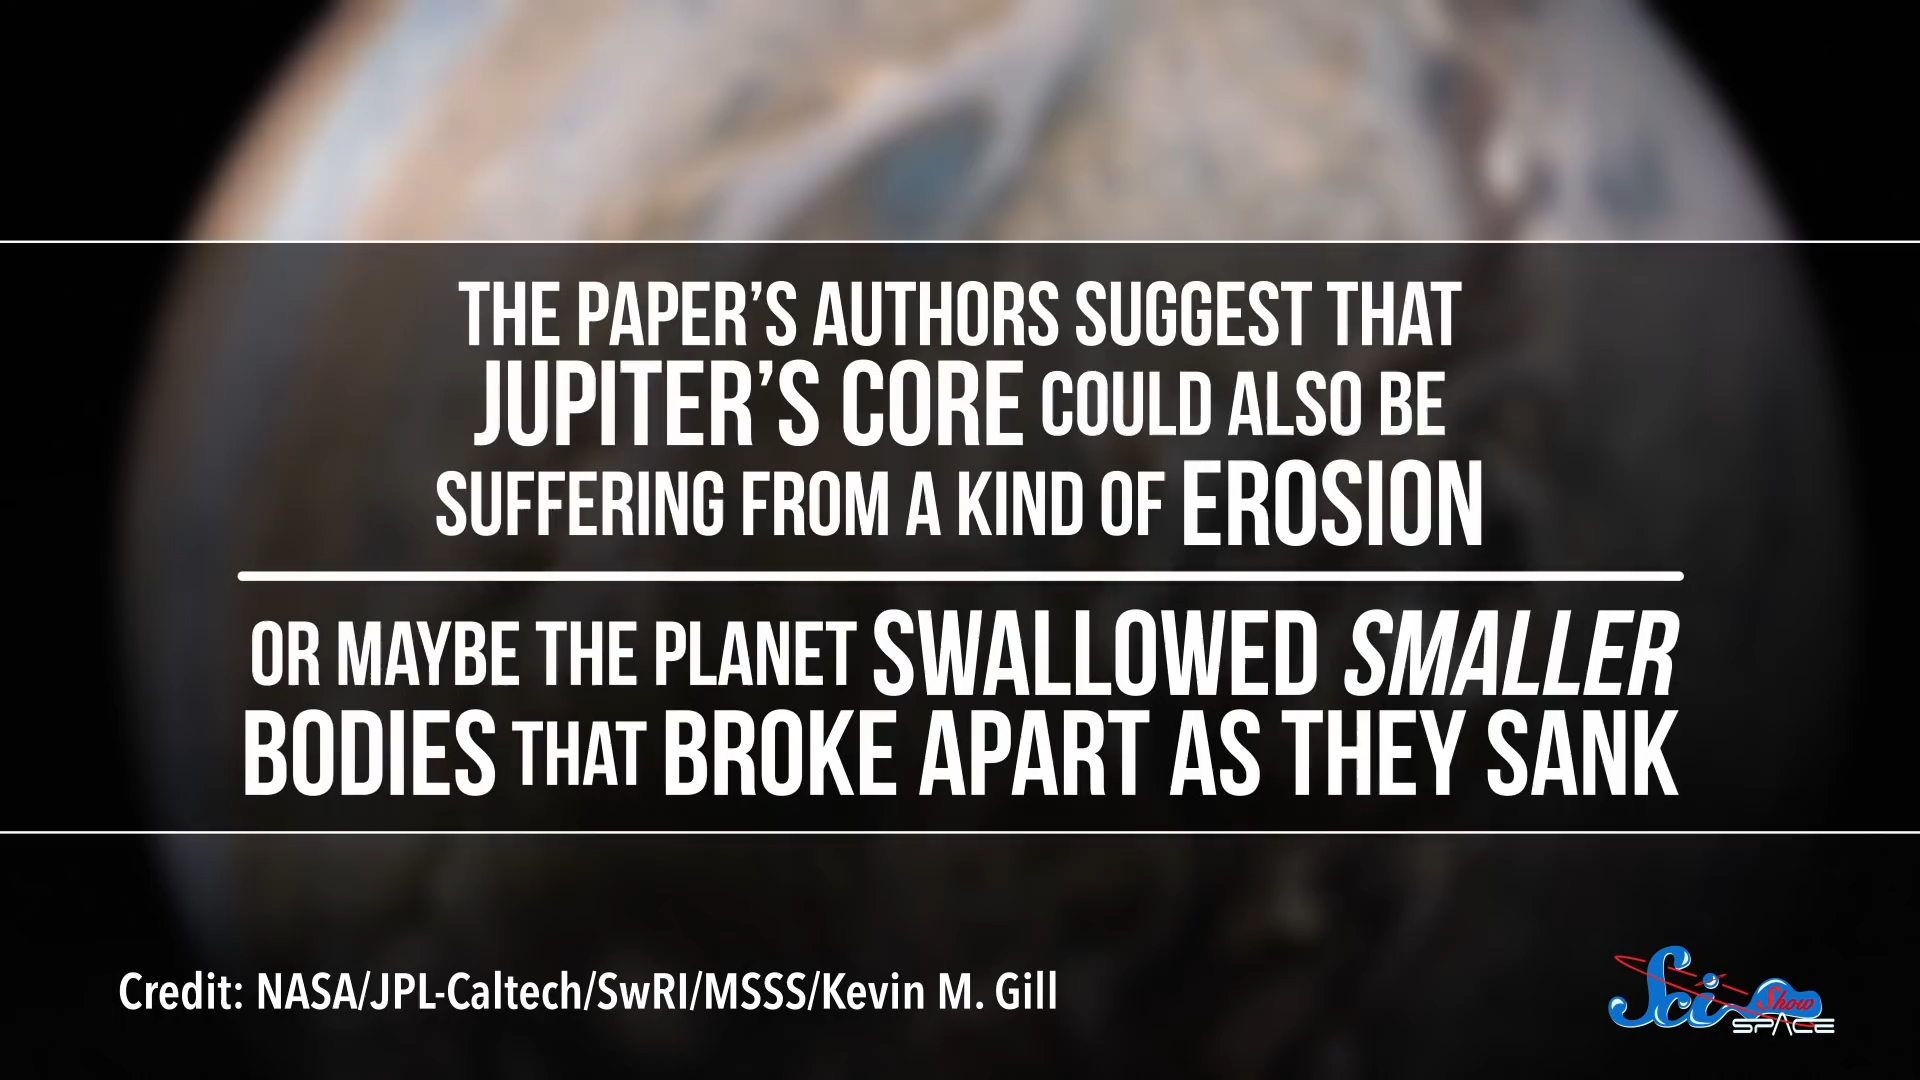 THE PAPER’S AUTHORS SUGGEST THAT
JUPITER’S CORE COULD ALSO BE
SUFFERING FROM A KIND OF EROSION
OR MAYBE THE PLANET SWALLOWED SMALLER
BODIES THAT BROKE APART AS THEY SANK
Credit: NASA/JPL-Caltech/SwRI/MSSS/Kevin M. Gill
Sci Show
SPACE